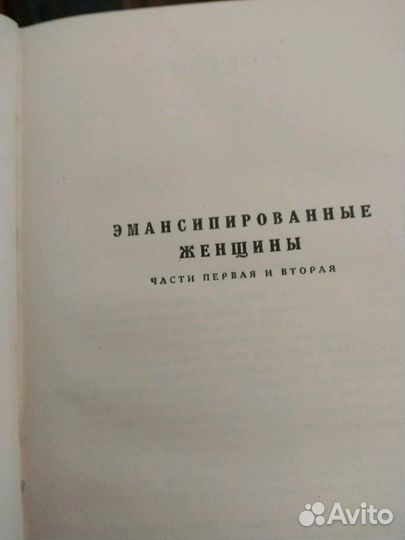 ЭМАНСИПИРОВАННЫЕ
ЖЕНЩИНЫ
ЧАСТИ ПЕРВАЯ И ВТОРАЯ
Avito